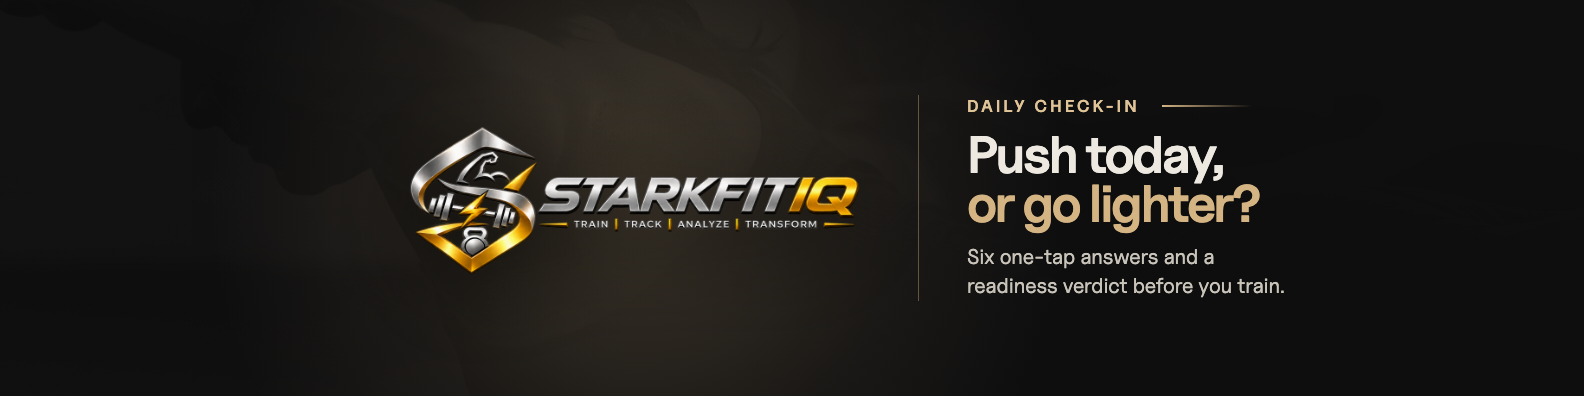 STARKFITIQ
TRAIN | TRACK | ANALYZE | TRANSFORM
DAILY CHECK-IN
Push today,
or go lighter?
Six one-tap answers and a
readiness verdict before you train.